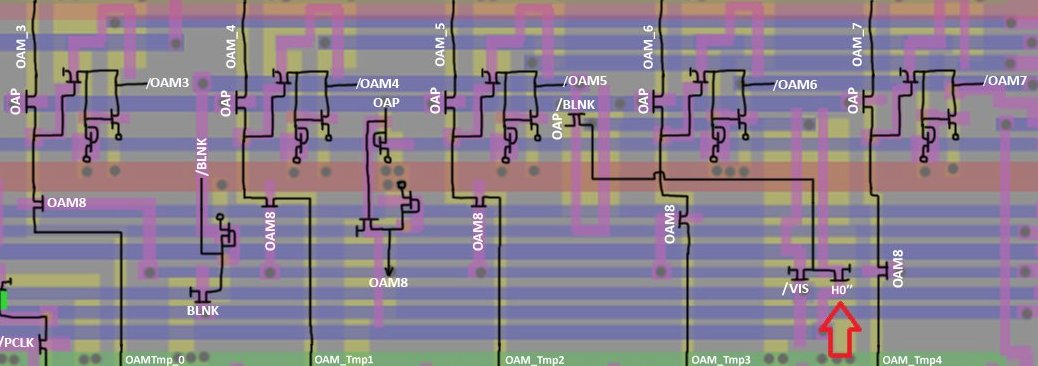 OAM_3
OAM_4
OAM_5
OAM_6
OAM_7
OAP
/OAM3
OAP
/OAM4
OAP
OAP
/OAM5
/BLNK
OAP
OAP
/OAM6
OAP
/OAM7
/BLNK
OAM8
OAM8
OAM8
OAM8
OAM8
OAM8
BLNK
/VIS
H0''
/PCLK
OAMTmp_0
OAM_Tmp1
OAM_Tmp2
OAM_Tmp3
OAM_Tmp4